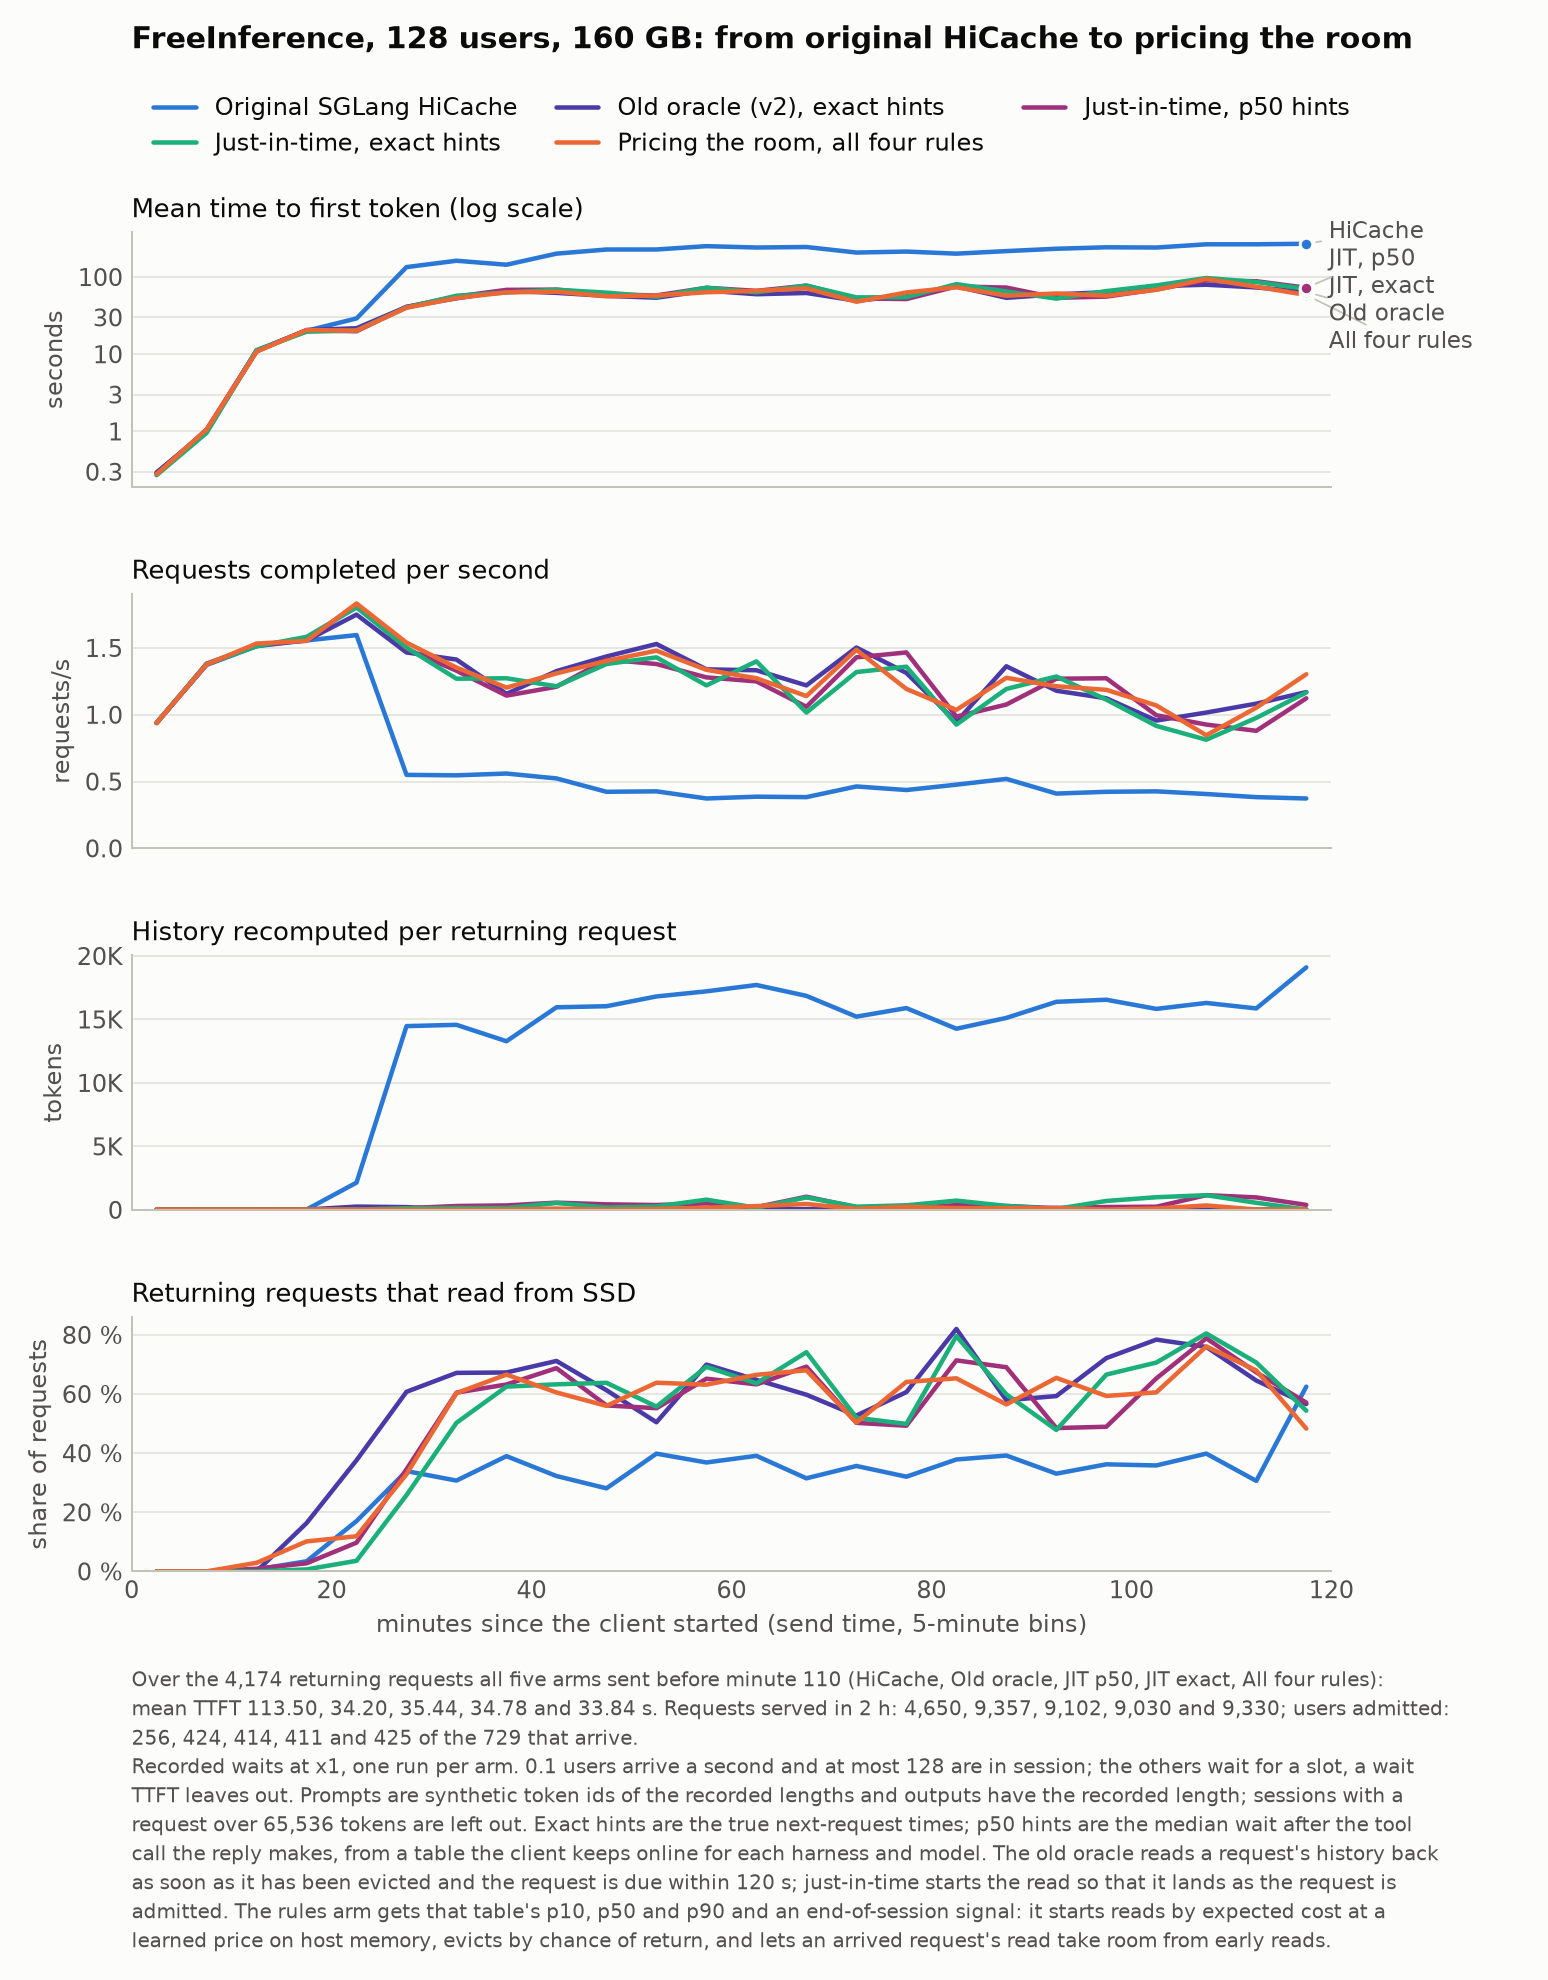 FreeInference, 128 users, 160 GB: from original HiCache to pricing the room
Original SGLang HiCache
Old oracle (v2), exact hints
Just-in-time, p50 hints
Just-in-time, exact hints
Pricing the room, all four rules
Mean time to first token (log scale)
HiCache
JIT, p50
JIT, exact
Old oracle
All four rules
100
30
10
3
1
0.3
seconds
Requests completed per second
1.5
1.0
0.5
0.0
requests/s
History recomputed per returning request
20K
15K
10K
5K
0
tokens
Returning requests that read from SSD
80 %
60 %
40 %
20 %
0 %
share of requests
0 20 40 60 80 100 120
minutes since the client started (send time, 5-minute bins)
Over the 4,174 returning requests all five arms sent before minute 110 (HiCache, Old oracle, JIT p50, JIT exact, All four rules):
mean TTFT 113.50, 34.20, 35.44, 34.78 and 33.84 s. Requests served in 2 h: 4,650, 9,357, 9,102, 9,030 and 9,330; users admitted:
256, 424, 414, 411 and 425 of the 729 that arrive.
Recorded waits at x1, one run per arm. 0.1 users arrive a second and at most 128 are in session; the others wait for a slot, a wait
TTFT leaves out. Prompts are synthetic token ids of the recorded lengths and outputs have the recorded length; sessions with a
request over 65,536 tokens are left out. Exact hints are the true next-request times; p50 hints are the median wait after the tool
call the reply makes, from a table the client keeps online for each harness and model. The old oracle reads a request's history back
as soon as it has been evicted and the request is due within 120 s; just-in-time starts the read so that it lands as the request is
admitted. The rules arm gets that table's p10, p50 and p90 and an end-of-session signal: it starts reads by expected cost at a
learned price on host memory, evicts by chance of return, and lets an arrived request's read take room from early reads.